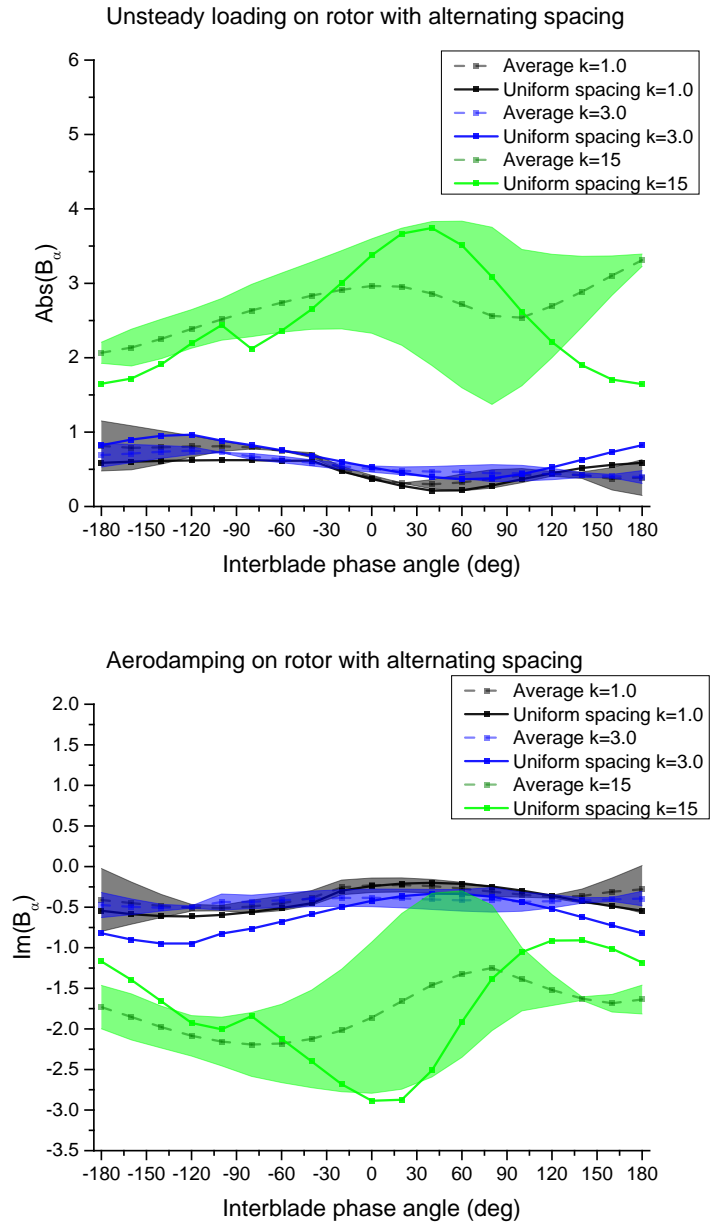 Unsteady loading on rotor with alternating spacing
6
5
4
3
2
1
0
Abs(Bα)
Average k=1.0
Uniform spacing k=1.0
Average k=3.0
Uniform spacing k=3.0
Average k=15
Uniform spacing k=15
-180 -150 -120 -90 -60 -30 0 30 60 90 120 150 180
Interblade phase angle (deg)
Aerodamping on rotor with alternating spacing
2.0
1.5
1.0
0.5
0.0
-0.5
-1.0
-1.5
-2.0
-2.5
-3.0
-3.5
Im(Bα)
Average k=1.0
Uniform spacing k=1.0
Average k=3.0
Uniform spacing k=3.0
Average k=15
Uniform spacing k=15
-180 -150 -120 -90 -60 -30 0 30 60 90 120 150 180
Interblade phase angle (deg)